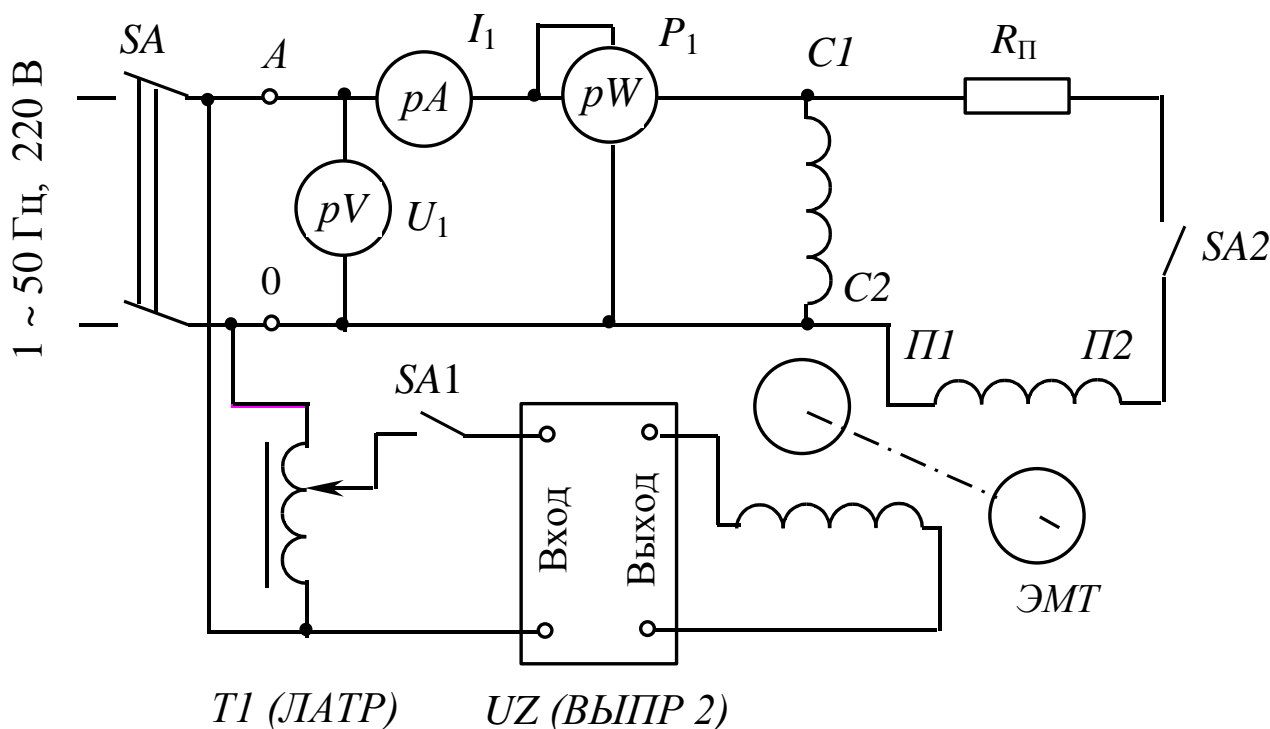 SA
A
I1
P1
C1
RП
pA
pW
1 ~ 50 Гц, 220 В
pV
U1
SA2
0
C2
П1
П2
SA1
Вход
Выход
ЭМТ
T1 (ЛАТР)
UZ (ВЫПР 2)